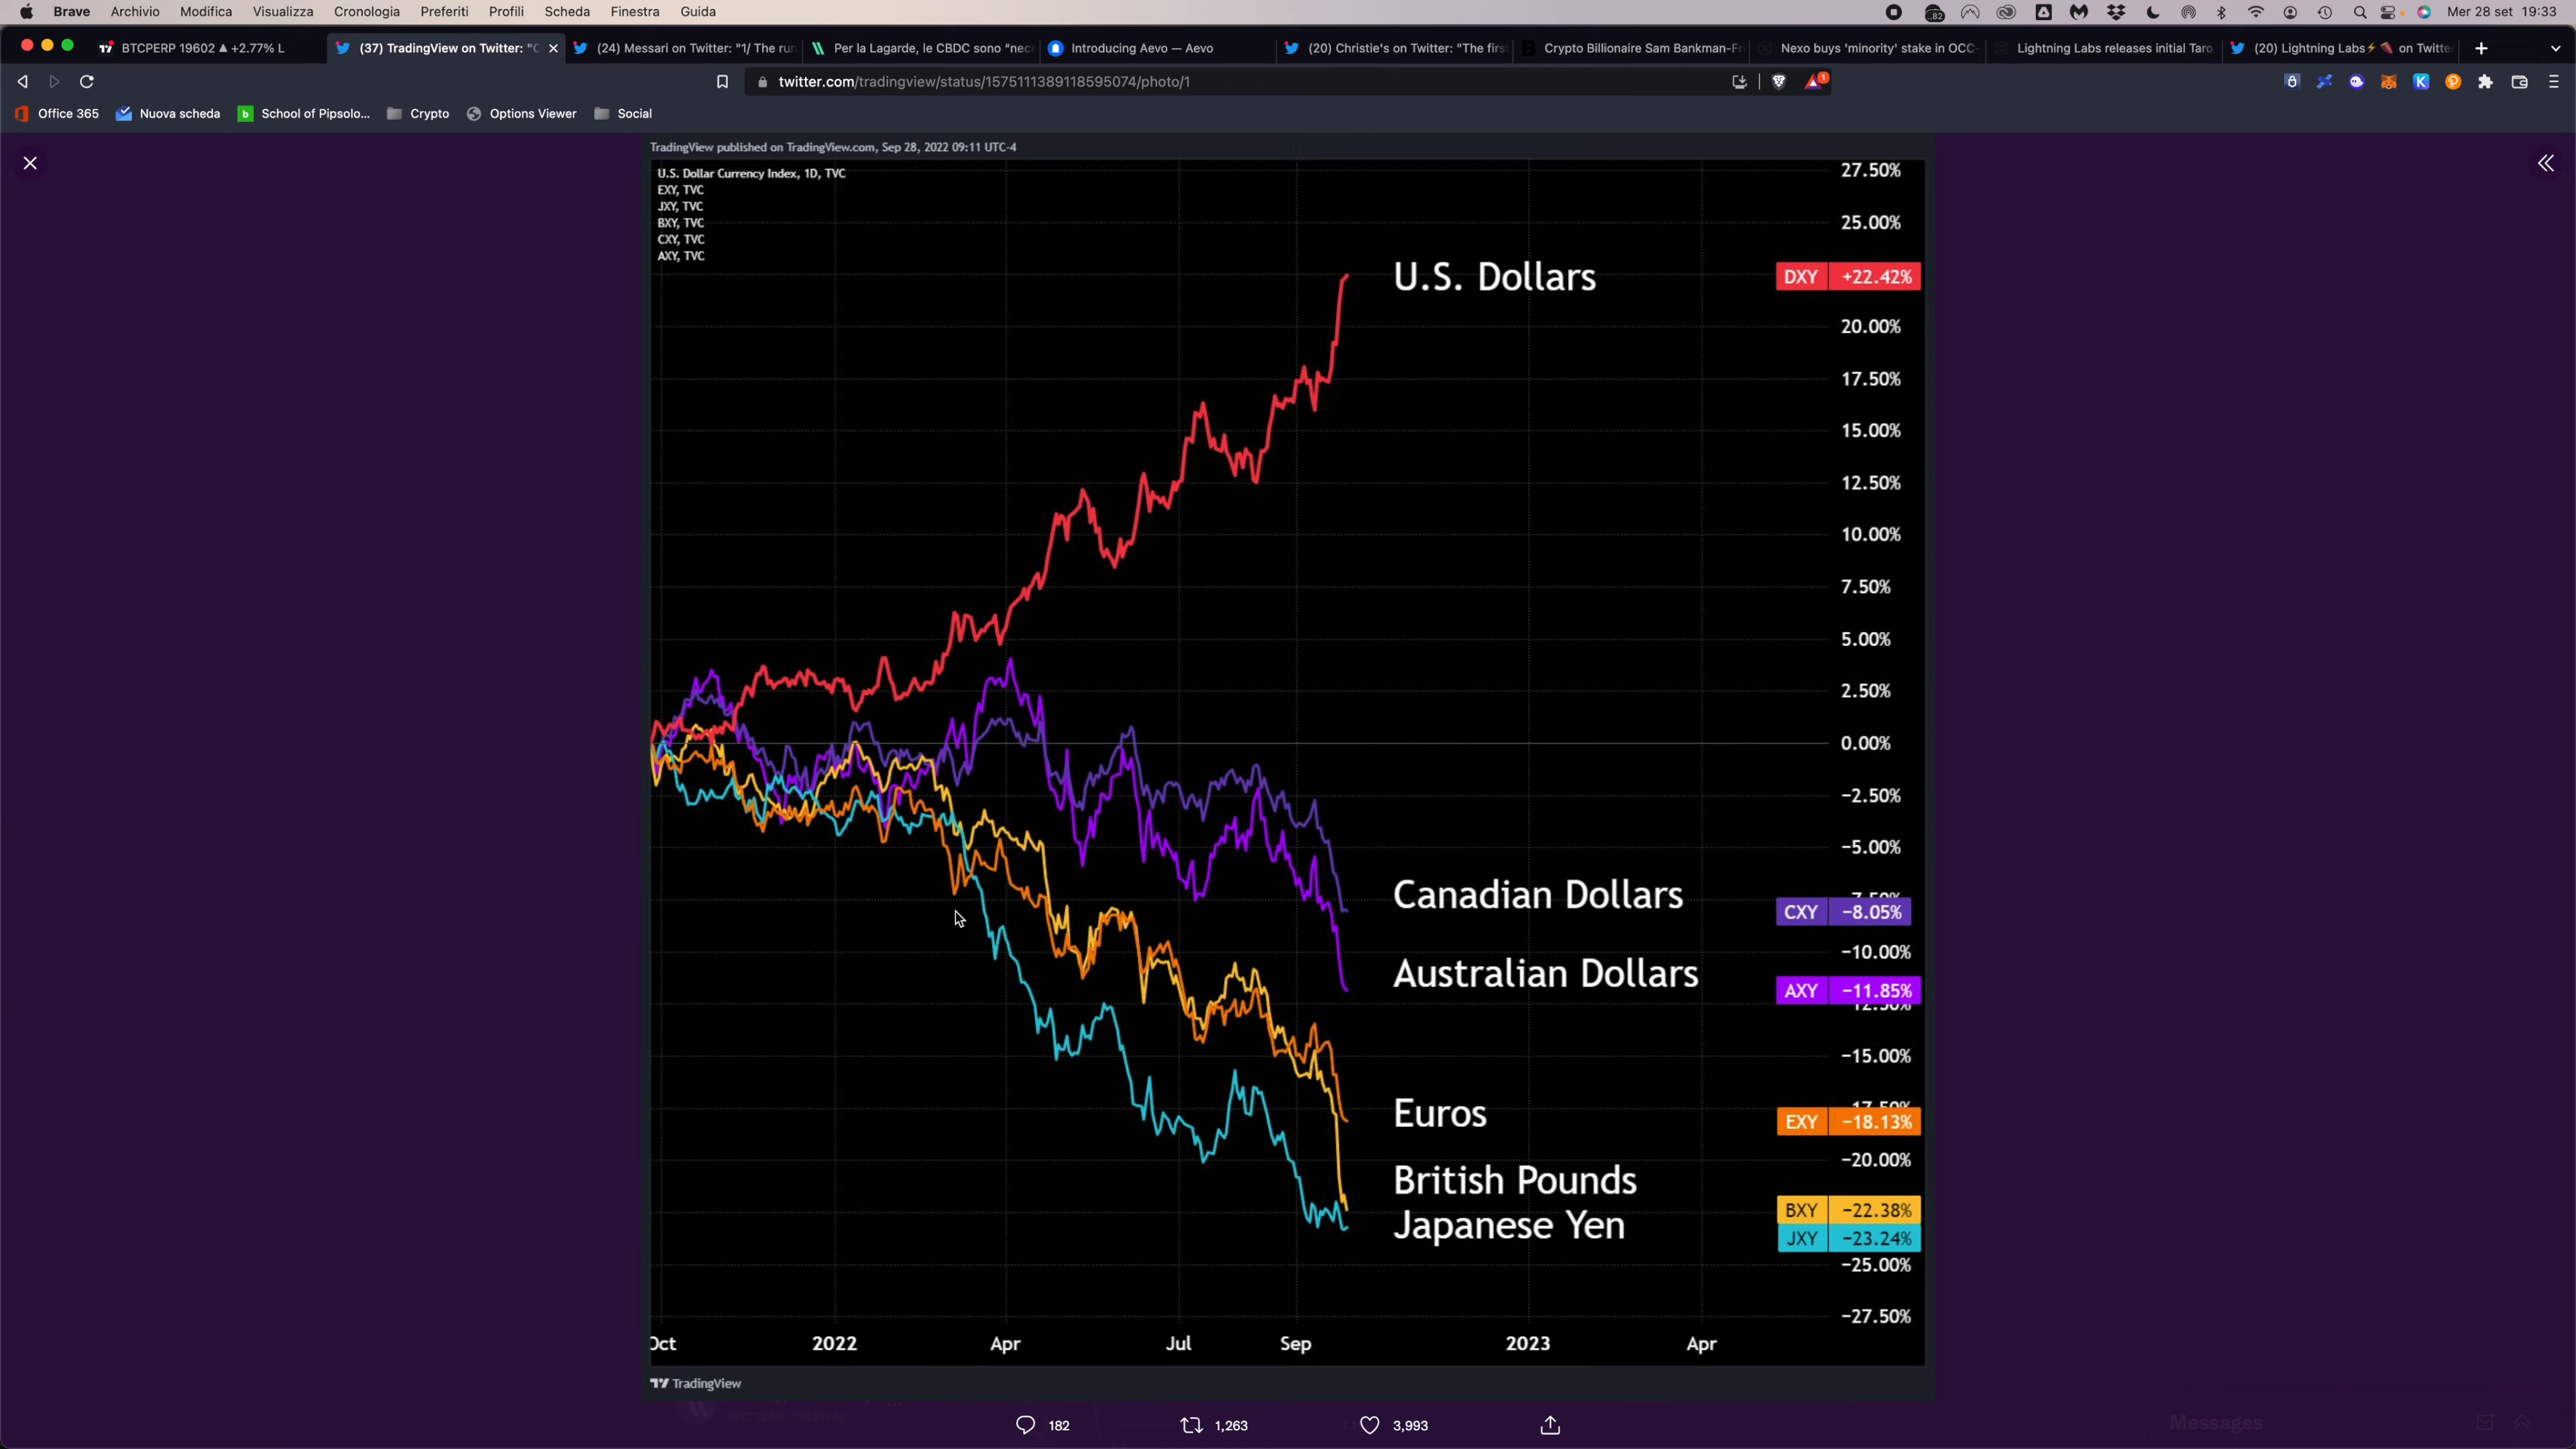 Brave Archivio Modifica Visualizza Cronologia Preferiti Profili Scheda Finestra Guida
82
Mer 28 set 19:33
BTCPERP 19602 ▲ +2.77% L
(37) TradingView on Twitter: "C
(24) Messari on Twitter: "1/ The run
Per la Lagarde, le CBDC sono "nece
Introducing Aevo — Aevo
(20) Christie's on Twitter: "The firs
Crypto Billionaire Sam Bankman-Fr
Nexo buys 'minority' stake in OCC-
Lightning Labs releases initial Taro
(20) Lightning Labs⚡🍠 on Twitte
twitter.com/tradingview/status/1575111389118595074/photo/1
1
Office 365
Nuova scheda
School of Pipsolo...
Crypto
Options Viewer
Social
TradingView published on TradingView.com, Sep 28, 2022 09:11 UTC-4
U.S. Dollar Currency Index, 1D, TVC
EXY, TVC
JXY, TVC
BXY, TVC
CXY, TVC
AXY, TVC
27.50%
25.00%
U.S. Dollars
DXY +22.42%
20.00%
17.50%
15.00%
12.50%
10.00%
7.50%
5.00%
2.50%
0.00%
−2.50%
−5.00%
Canadian Dollars
CXY −8.05%
−10.00%
Australian Dollars
AXY −11.85%
−12.50%
−15.00%
Euros
EXY −18.13%
−20.00%
British Pounds
BXY −22.38%
Japanese Yen
JXY −23.24%
−25.00%
−27.50%
Oct 2022 Apr Jul Sep 2023 Apr
TradingView
182
1,263
3,993
Messages